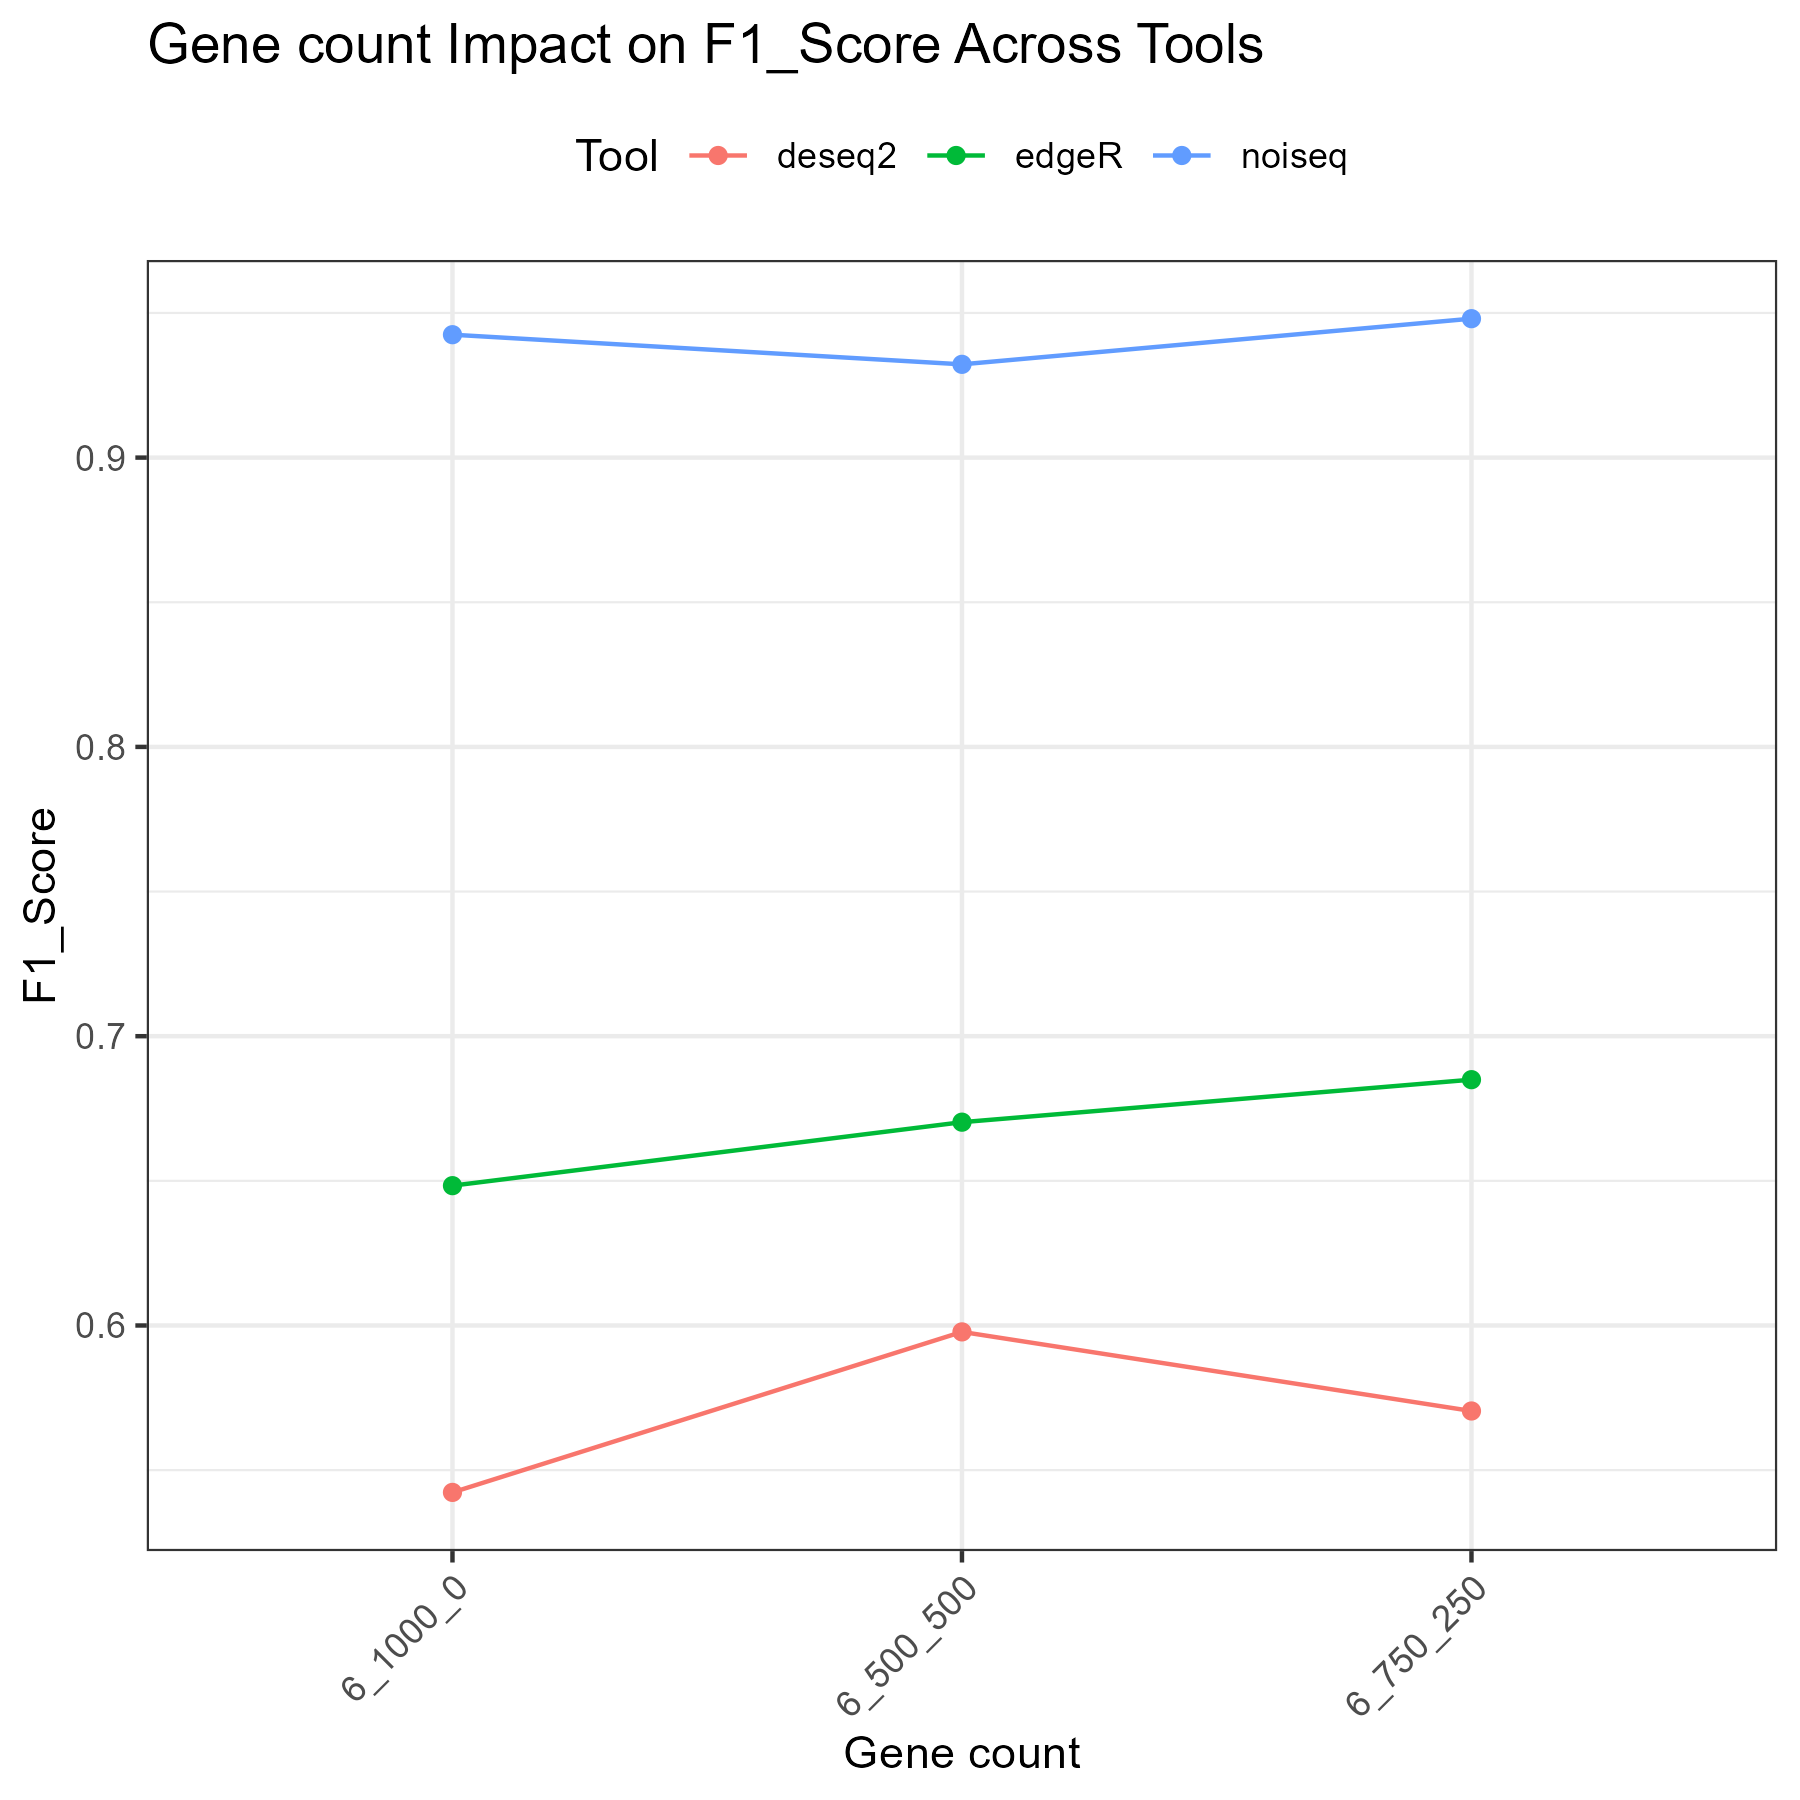 Gene count Impact on F1_Score Across Tools
Tool deseq2 edgeR noiseq
0.9
0.8
0.7
0.6
F1_Score
6_1000_0 6_500_500 6_750_250
Gene count